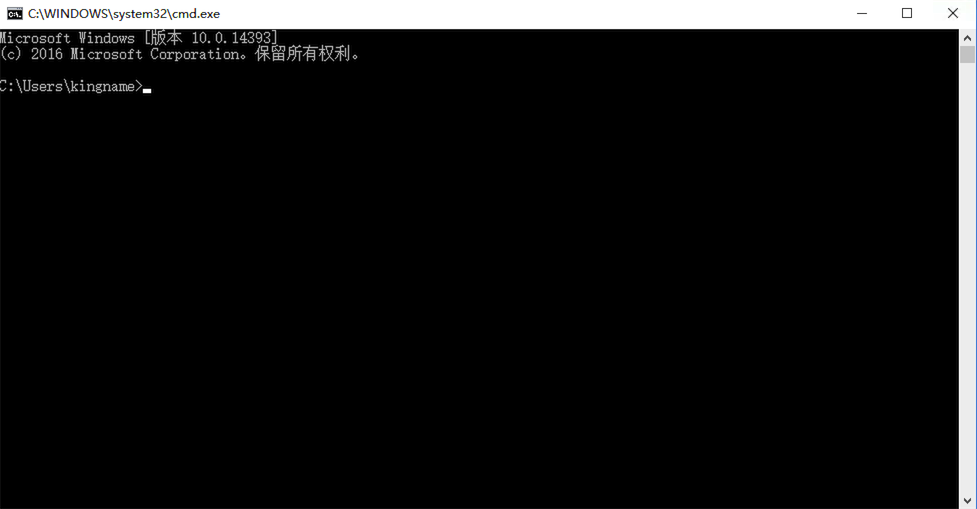 C:\WINDOWS\system32\cmd.exe
Microsoft Windows [版本 10.0.14393]
(c) 2016 Microsoft Corporation。保留所有权利。
C:\Users\kingname>